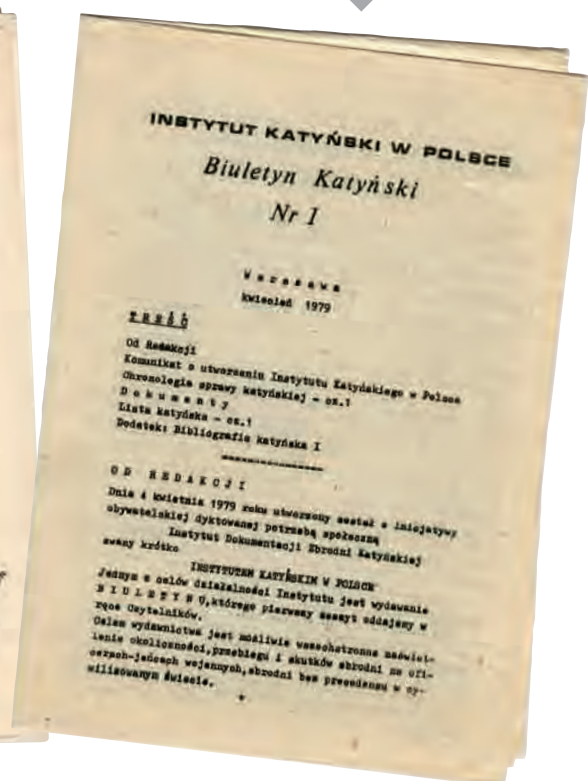 INSTYTUT KATYŃSKI W POLSCE
Biuletyn Katyński
Nr 1
Warszawa
kwiecień 1979
TREŚĆ
Od Redakcji
Komunikat o utworzeniu Instytutu Katyńskiego w Polsce
Chronologia sprawy katyńskiej - cz.1
Dokumenty
Lista katyńska - cz.1
Dodatek: Bibliografia katyńska I
OD REDAKCJI
Dnia 4 kwietnia 1979 roku utworzony został z inicjatywy
obywatelskiej dyktowanej potrzebą społeczną
Instytut Dokumentacji Zbrodni Katyńskiej
zwany krótko
INSTYTUTEM KATYŃSKIM W POLSCE
Jednym z celów działalności Instytutu jest wydawanie
BIULETYNU,którego pierwszy zeszyt oddajemy w
ręce Czytelników.
Celem wydawnictwa jest możliwie wszechstronne naświet-
lenie okoliczności,przebiegu i skutków zbrodni na ofi-
cerach-jeńcach wojennych,zbrodni bez precedensu w cy-
wilizowanym świecie.
*